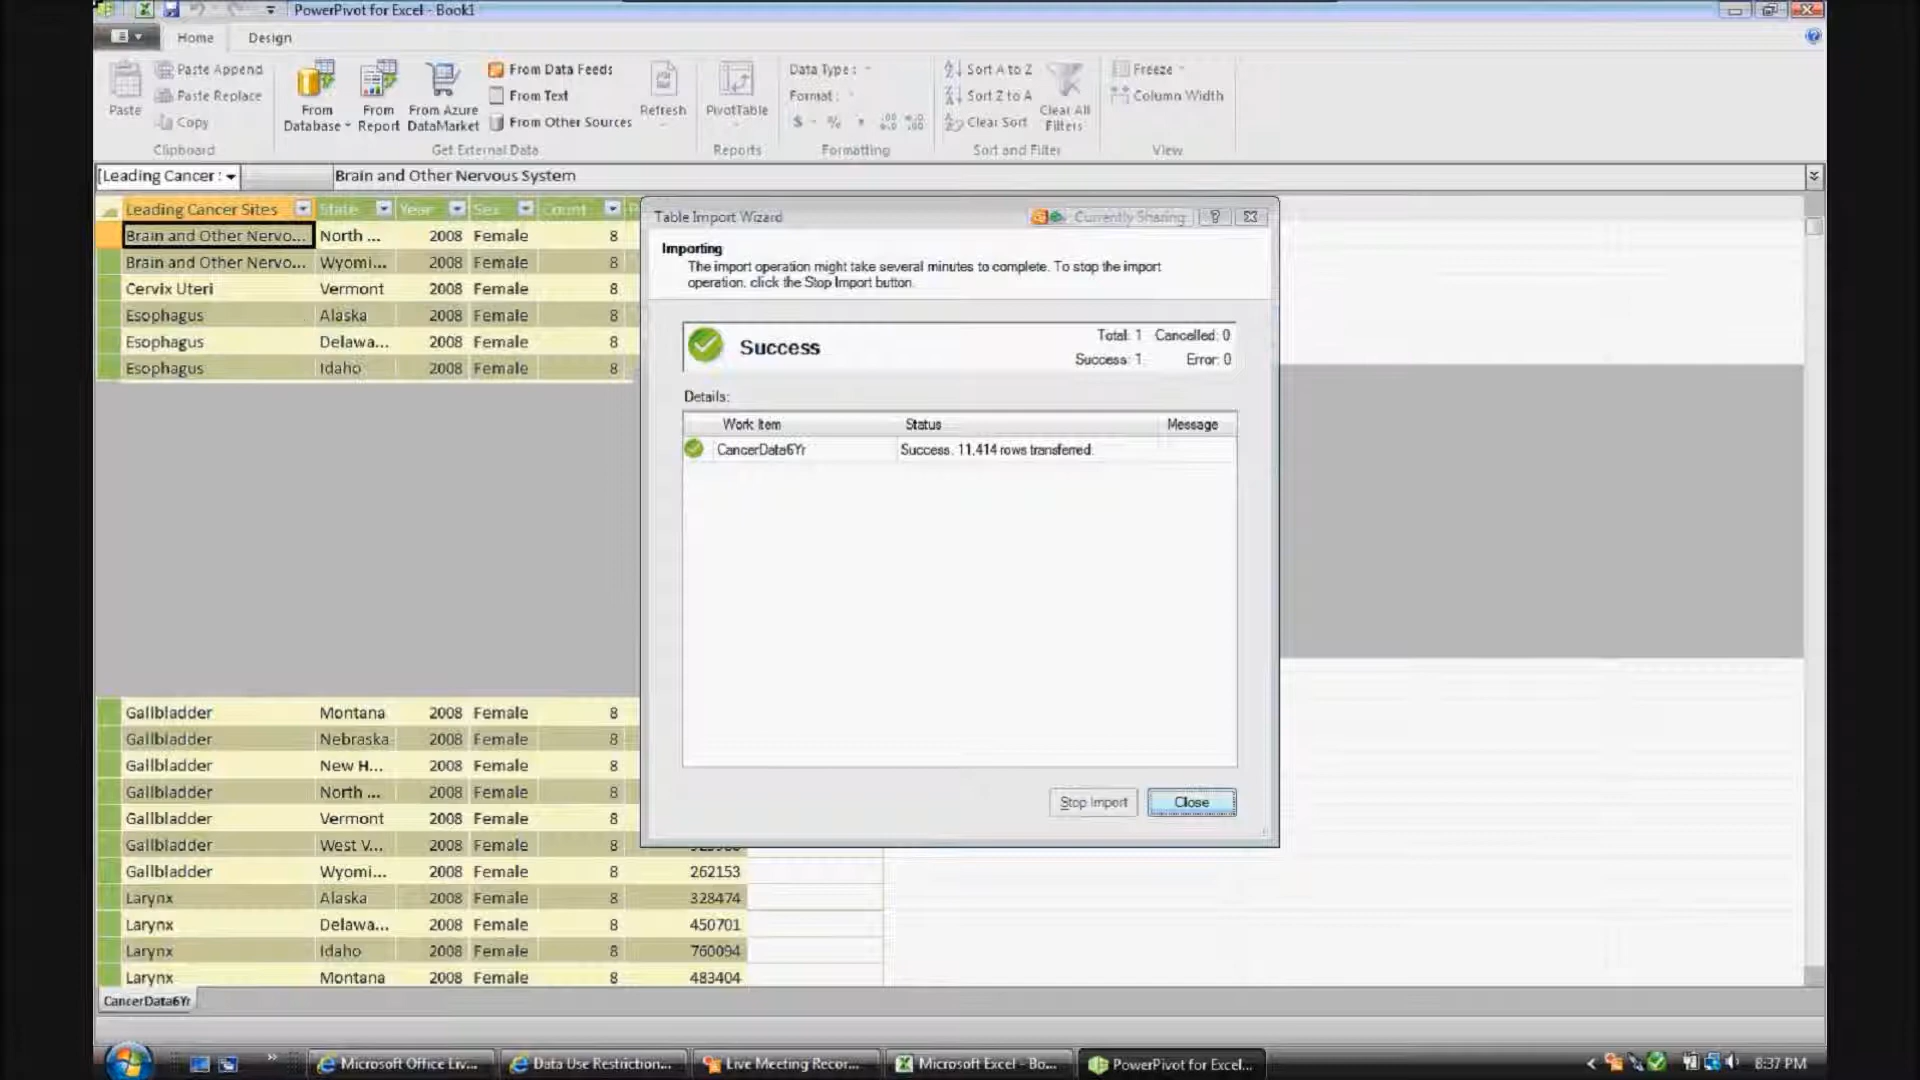 PowerPivot for Excel - Book1
Home Design
Paste Append
Paste Replace
Copy
Paste
Clipboard
From Database
From Report
From Azure DataMarket
From Data Feeds
From Text
From Other Sources
Get External Data
Refresh
PivotTable
Reports
Data Type :
Format :
$ %
Formatting
Sort A to Z
Sort Z to A
Clear Sort
Clear All Filters
Sort and Filter
Freeze
Column Width
View
[Leading Cancer : Brain and Other Nervous System
Leading Cancer Sites State Year Sex Count
Brain and Other Nervo... North ... 2008 Female 8
Brain and Other Nervo... Wyomi... 2008 Female 8
Cervix Uteri Vermont 2008 Female 8
Esophagus Alaska 2008 Female 8
Esophagus Delawa... 2008 Female 8
Esophagus Idaho 2008 Female 8
Gallbladder Montana 2008 Female 8
Gallbladder Nebraska 2008 Female 8
Gallbladder New H... 2008 Female 8
Gallbladder North ... 2008 Female 8
Gallbladder Vermont 2008 Female 8
Gallbladder West V... 2008 Female 8
Gallbladder Wyomi... 2008 Female 8 262153
Larynx Alaska 2008 Female 8 328474
Larynx Delawa... 2008 Female 8 450701
Larynx Idaho 2008 Female 8 760094
Larynx Montana 2008 Female 8 483404
CancerData6Yr
Table Import Wizard
Currently Sharing
Importing
The import operation might take several minutes to complete. To stop the import
operation, click the Stop Import button.
Success
Total: 1 Cancelled: 0
Success: 1 Error: 0
Details:
Work Item Status Message
CancerData6Yr Success. 11,414 rows transferred.
Stop Import Close
Microsoft Office Liv... Data Use Restriction... Live Meeting Recor... Microsoft Excel - Bo... PowerPivot for Excel... 8:37 PM